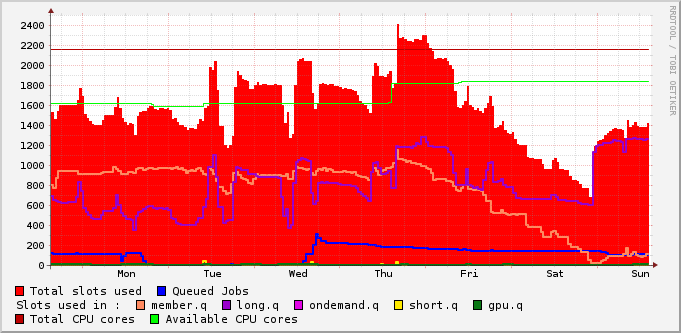 2400
2200
2000
1800
1600
1400
1200
1000
800
600
400
200
0
Mon Tue Wed Thu Fri Sat Sun
RRDTOOL / TOBI OETIKER
Total slots used Queued Jobs
Slots used in : member.q long.q ondemand.q short.q gpu.q
Total CPU cores Available CPU cores